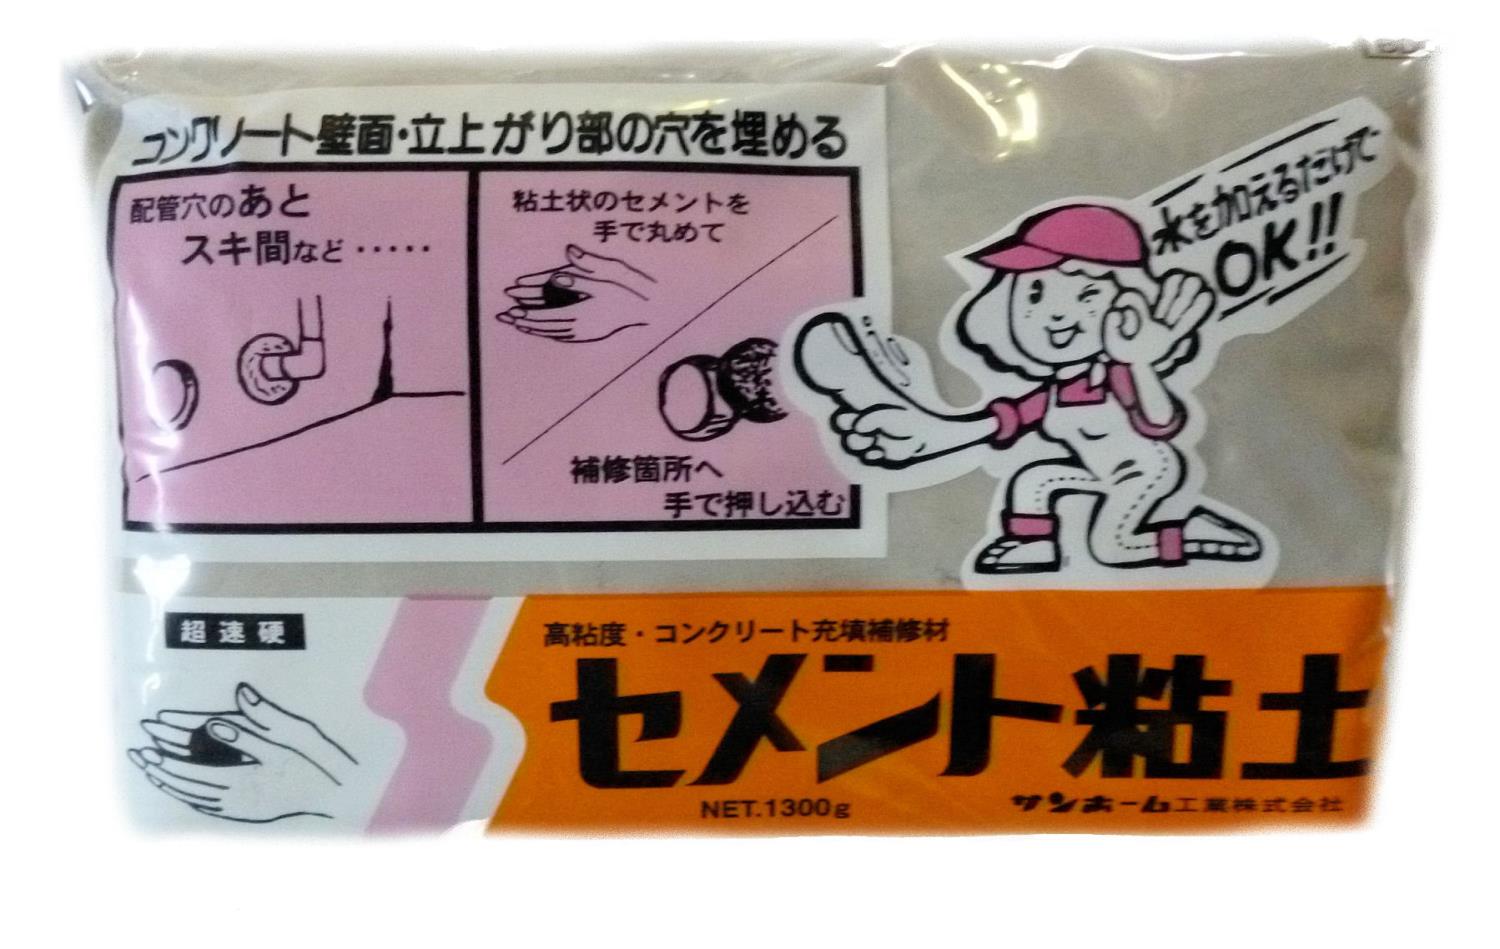 コンクリート壁面・立上がり部の穴を埋める
配管穴のあと
スキ間など・・・・・
粘土状のセメントを
手で丸めて
補修箇所へ
手で押し込む
水を加えるだけで
OK!!
超速硬
高粘度・コンクリート充填補修材
セメント粘土
NET.1300g
サンホーム工業株式会社